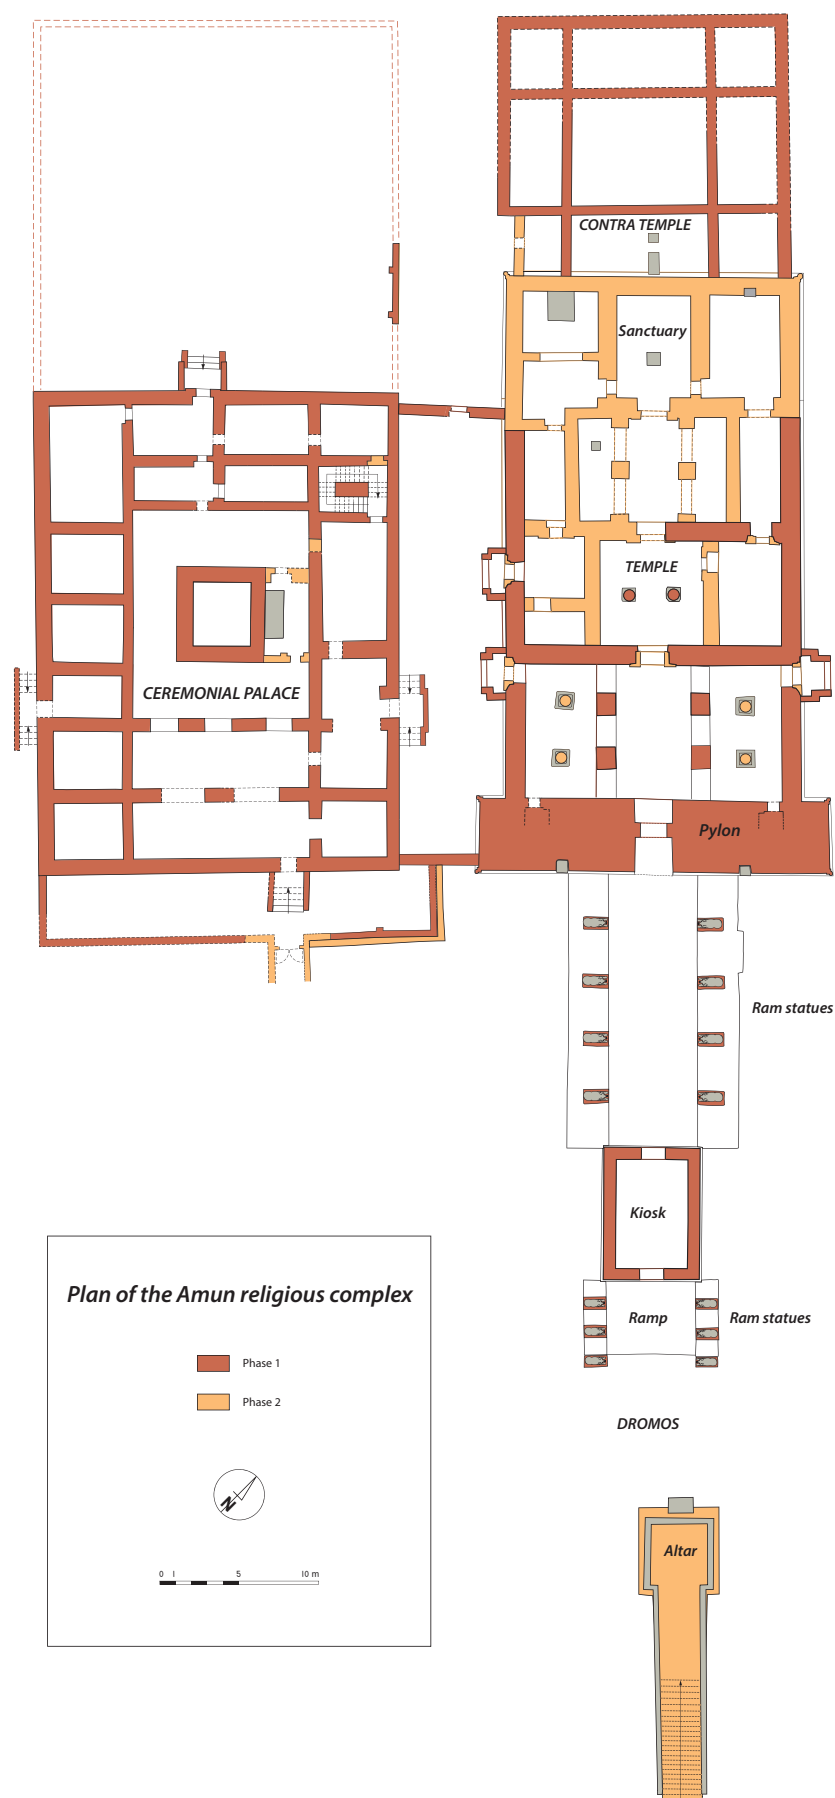 CONTRA TEMPLE
Sanctuary
TEMPLE
CEREMONIAL PALACE
Pylon
Ram statues
Kiosk
Ramp
Ram statues
DROMOS
Altar
Plan of the Amun religious complex
Phase 1
Phase 2
N
0 1 5 10 m